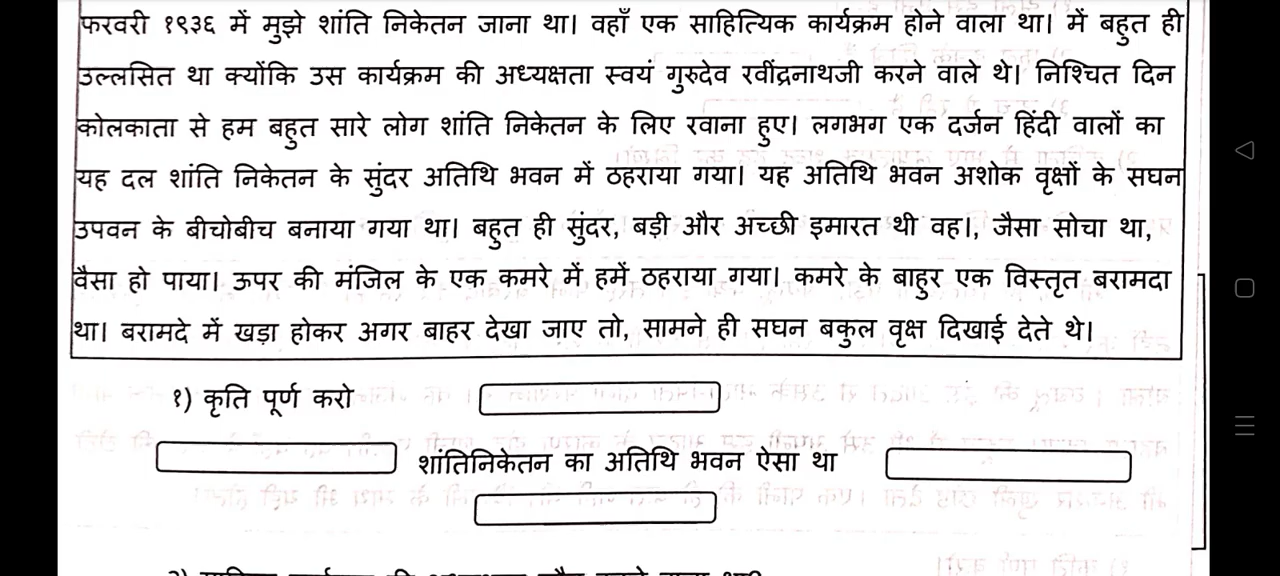 फरवरी १९३६ में मुझे शांति निकेतन जाना था। वहाँ एक साहित्यिक कार्यक्रम होने वाला था। में बहुत ही
उल्लसित था क्योंकि उस कार्यक्रम की अध्यक्षता स्वयं गुरुदेव रवींद्रनाथजी करने वाले थे। निश्चित दिन
कोलकाता से हम बहुत सारे लोग शांति निकेतन के लिए रवाना हुए। लगभग एक दर्जन हिंदी वालों का
यह दल शांति निकेतन के सुंदर अतिथि भवन में ठहराया गया। यह अतिथि भवन अशोक वृक्षों के सघन
उपवन के बीचोबीच बनाया गया था। बहुत ही सुंदर, बड़ी और अच्छी इमारत थी वह।, जैसा सोचा था,
वैसा हो पाया। ऊपर की मंजिल के एक कमरे में हमें ठहराया गया। कमरे के बाहुर एक विस्तृत बरामदा
था। बरामदे में खड़ा होकर अगर बाहर देखा जाए तो, सामने ही सघन बकुल वृक्ष दिखाई देते थे।
१) कृति पूर्ण करो
शांतिनिकेतन का अतिथि भवन ऐसा था